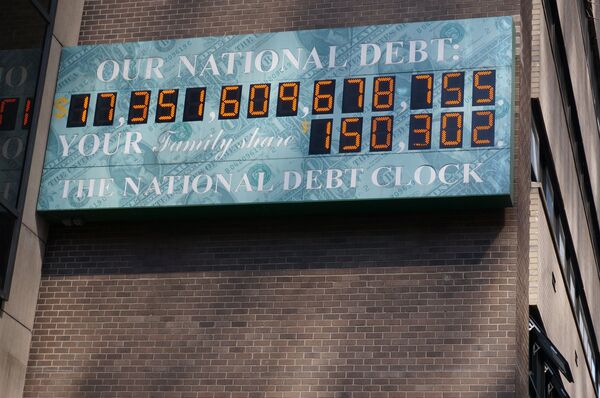 OUR NATIONAL DEBT:
$17,351,609,678,755
YOUR Family share $150,302.
THE NATIONAL DEBT CLOCK